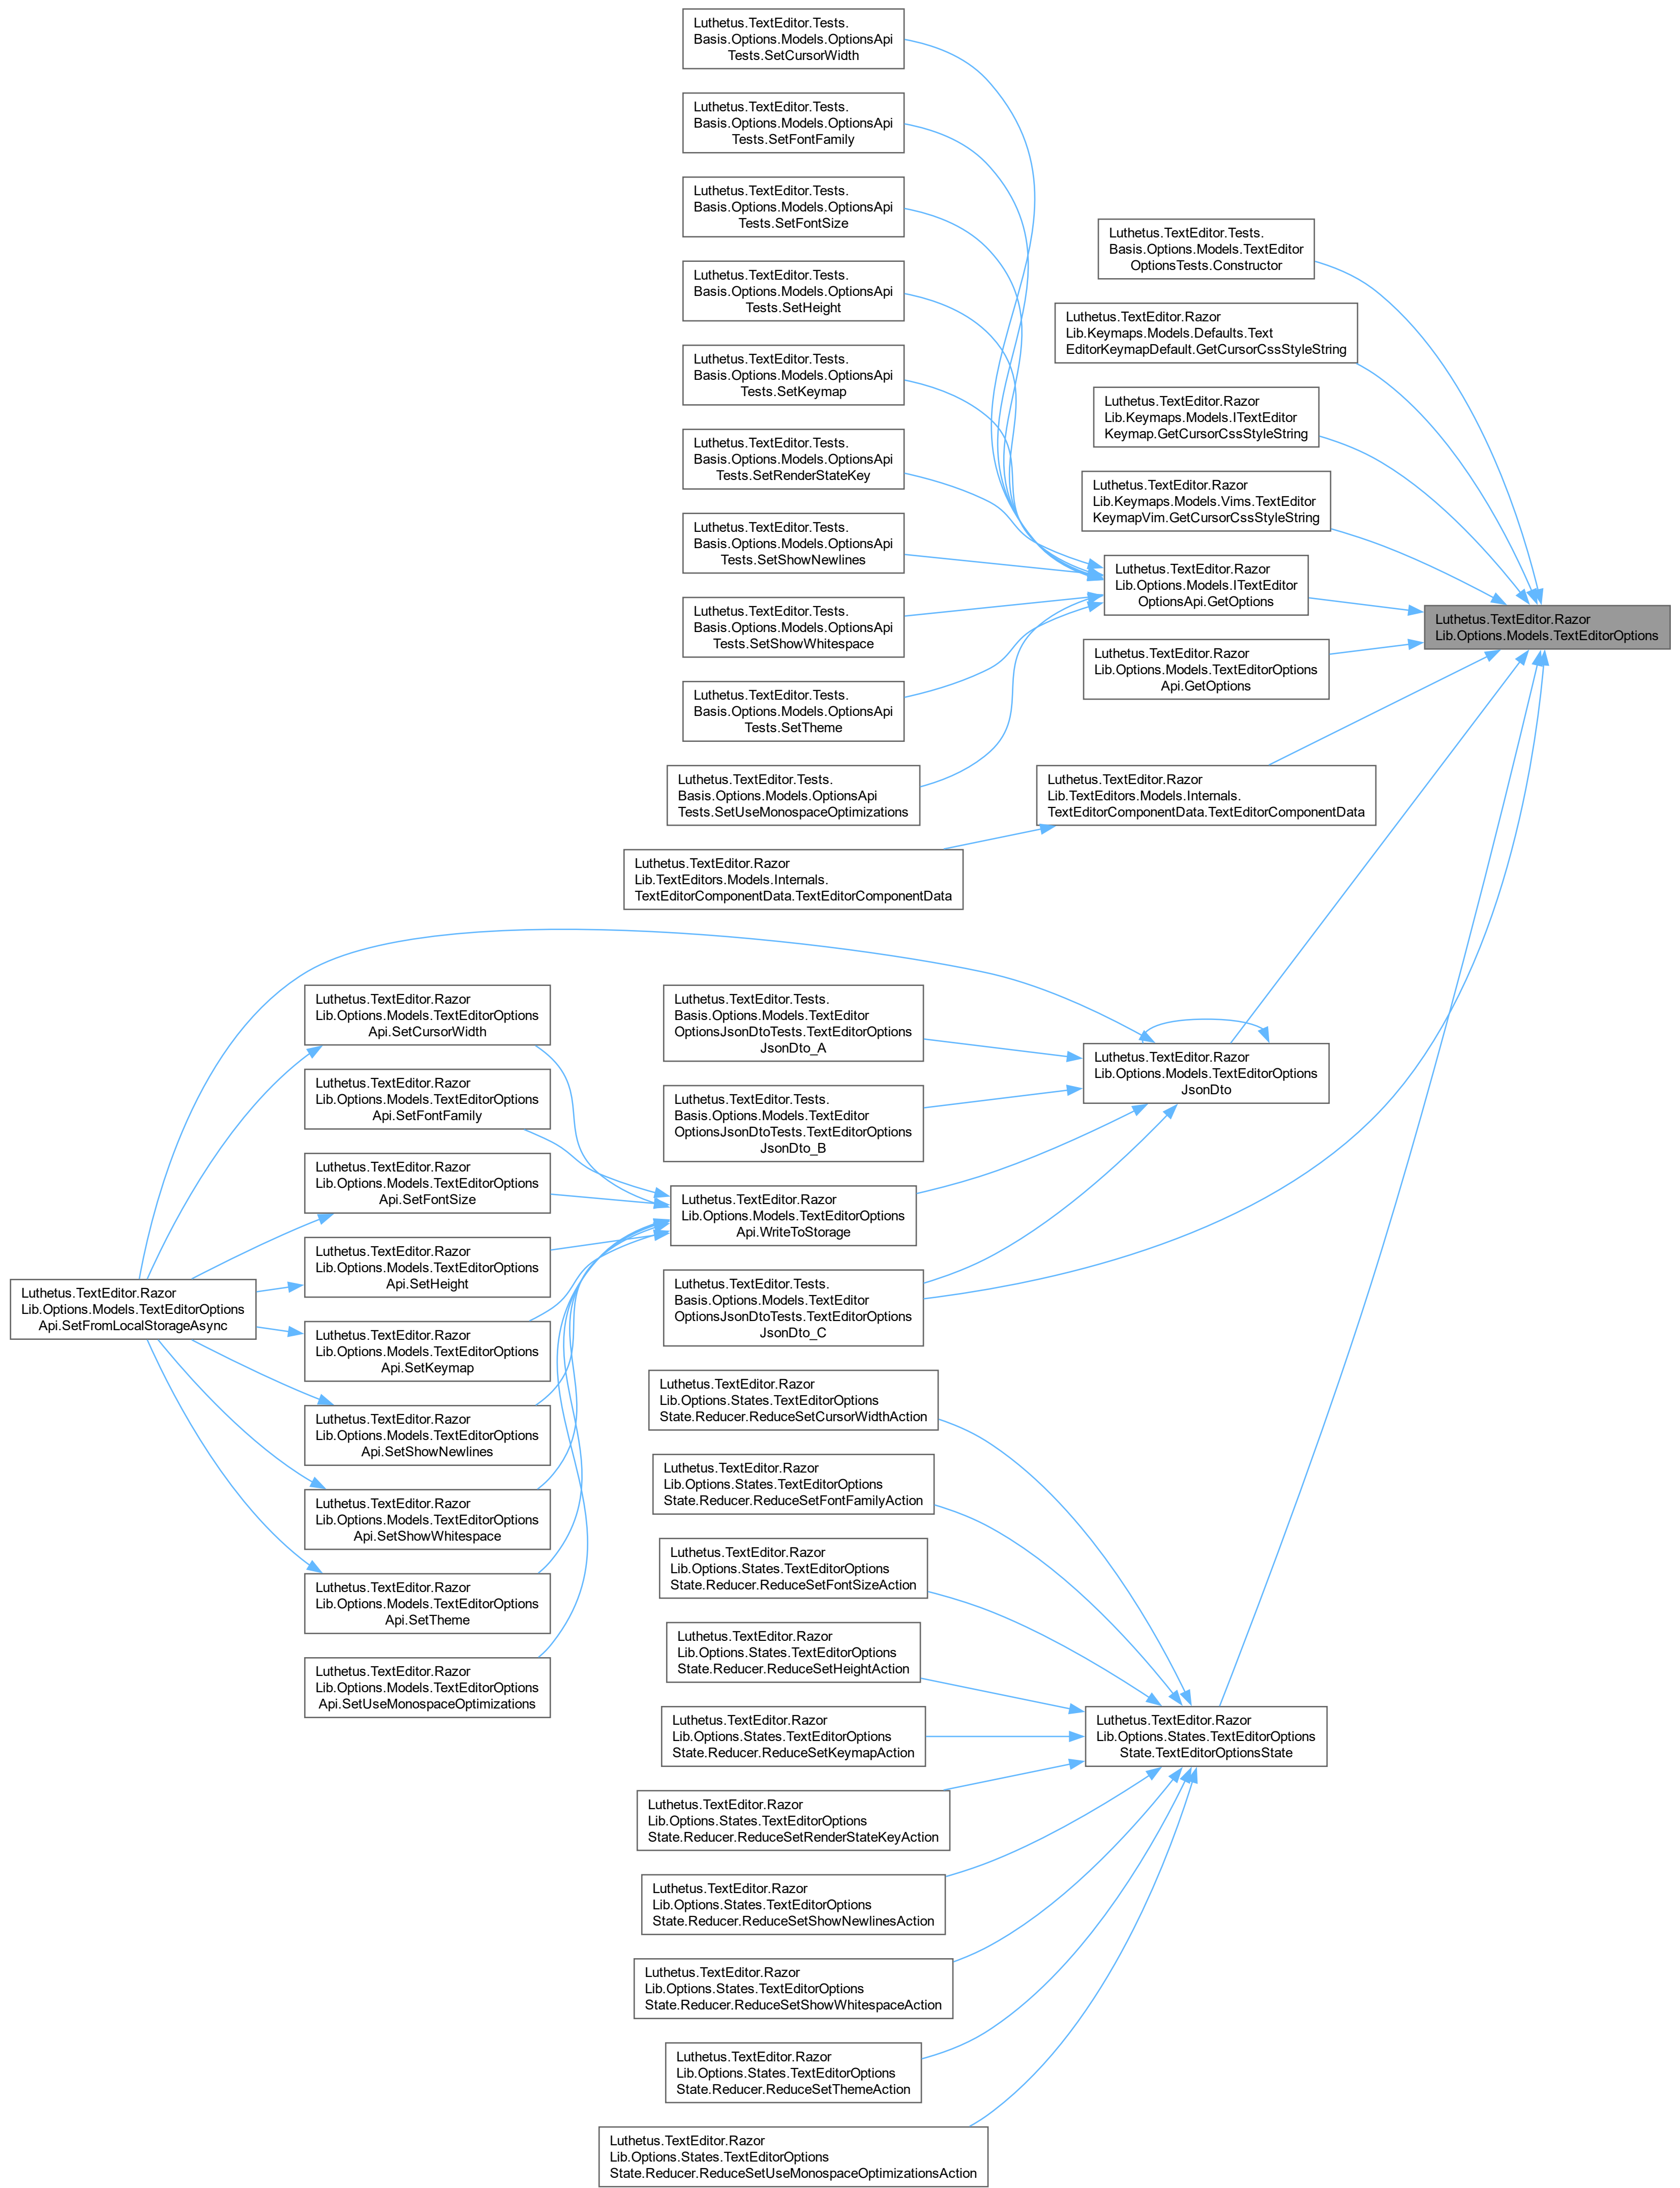 Luthetus.TextEditor.Tests.
Basis.Options.Models.OptionsApi
Tests.SetCursorWidth
Luthetus.TextEditor.Tests.
Basis.Options.Models.OptionsApi
Tests.SetFontFamily
Luthetus.TextEditor.Tests.
Basis.Options.Models.OptionsApi
Tests.SetFontSize
Luthetus.TextEditor.Tests.
Basis.Options.Models.OptionsApi
Tests.SetHeight
Luthetus.TextEditor.Tests.
Basis.Options.Models.OptionsApi
Tests.SetKeymap
Luthetus.TextEditor.Tests.
Basis.Options.Models.OptionsApi
Tests.SetRenderStateKey
Luthetus.TextEditor.Tests.
Basis.Options.Models.OptionsApi
Tests.SetShowNewlines
Luthetus.TextEditor.Tests.
Basis.Options.Models.OptionsApi
Tests.SetShowWhitespace
Luthetus.TextEditor.Tests.
Basis.Options.Models.OptionsApi
Tests.SetTheme
Luthetus.TextEditor.Tests.
Basis.Options.Models.OptionsApi
Tests.SetUseMonospaceOptimizations
Luthetus.TextEditor.Tests.
Basis.Options.Models.TextEditor
OptionsTests.Constructor
Luthetus.TextEditor.Razor
Lib.Keymaps.Models.Defaults.Text
EditorKeymapDefault.GetCursorCssStyleString
Luthetus.TextEditor.Razor
Lib.Keymaps.Models.ITextEditor
Keymap.GetCursorCssStyleString
Luthetus.TextEditor.Razor
Lib.Keymaps.Models.Vims.TextEditor
KeymapVim.GetCursorCssStyleString
Luthetus.TextEditor.Razor
Lib.Options.Models.ITextEditor
OptionsApi.GetOptions
Luthetus.TextEditor.Razor
Lib.Options.Models.TextEditorOptions
Api.GetOptions
Luthetus.TextEditor.Razor
Lib.Options.Models.TextEditorOptions
Luthetus.TextEditor.Razor
Lib.TextEditors.Models.Internals.
TextEditorComponentData.TextEditorComponentData
Luthetus.TextEditor.Razor
Lib.TextEditors.Models.Internals.
TextEditorComponentData.TextEditorComponentData
Luthetus.TextEditor.Razor
Lib.Options.Models.TextEditorOptions
Api.SetCursorWidth
Luthetus.TextEditor.Razor
Lib.Options.Models.TextEditorOptions
Api.SetFontFamily
Luthetus.TextEditor.Razor
Lib.Options.Models.TextEditorOptions
Api.SetFontSize
Luthetus.TextEditor.Razor
Lib.Options.Models.TextEditorOptions
Api.SetHeight
Luthetus.TextEditor.Razor
Lib.Options.Models.TextEditorOptions
Api.SetFromLocalStorageAsync
Luthetus.TextEditor.Razor
Lib.Options.Models.TextEditorOptions
Api.SetKeymap
Luthetus.TextEditor.Razor
Lib.Options.Models.TextEditorOptions
Api.SetShowNewlines
Luthetus.TextEditor.Razor
Lib.Options.Models.TextEditorOptions
Api.SetShowWhitespace
Luthetus.TextEditor.Razor
Lib.Options.Models.TextEditorOptions
Api.SetTheme
Luthetus.TextEditor.Razor
Lib.Options.Models.TextEditorOptions
Api.SetUseMonospaceOptimizations
Luthetus.TextEditor.Tests.
Basis.Options.Models.TextEditor
OptionsJsonDtoTests.TextEditorOptions
JsonDto_A
Luthetus.TextEditor.Tests.
Basis.Options.Models.TextEditor
OptionsJsonDtoTests.TextEditorOptions
JsonDto_B
Luthetus.TextEditor.Razor
Lib.Options.Models.TextEditorOptions
Api.WriteToStorage
Luthetus.TextEditor.Tests.
Basis.Options.Models.TextEditor
OptionsJsonDtoTests.TextEditorOptions
JsonDto_C
Luthetus.TextEditor.Razor
Lib.Options.Models.TextEditorOptions
JsonDto
Luthetus.TextEditor.Razor
Lib.Options.States.TextEditorOptions
State.Reducer.ReduceSetCursorWidthAction
Luthetus.TextEditor.Razor
Lib.Options.States.TextEditorOptions
State.Reducer.ReduceSetFontFamilyAction
Luthetus.TextEditor.Razor
Lib.Options.States.TextEditorOptions
State.Reducer.ReduceSetFontSizeAction
Luthetus.TextEditor.Razor
Lib.Options.States.TextEditorOptions
State.Reducer.ReduceSetHeightAction
Luthetus.TextEditor.Razor
Lib.Options.States.TextEditorOptions
State.Reducer.ReduceSetKeymapAction
Luthetus.TextEditor.Razor
Lib.Options.States.TextEditorOptions
State.Reducer.ReduceSetRenderStateKeyAction
Luthetus.TextEditor.Razor
Lib.Options.States.TextEditorOptions
State.Reducer.ReduceSetShowNewlinesAction
Luthetus.TextEditor.Razor
Lib.Options.States.TextEditorOptions
State.Reducer.ReduceSetShowWhitespaceAction
Luthetus.TextEditor.Razor
Lib.Options.States.TextEditorOptions
State.Reducer.ReduceSetThemeAction
Luthetus.TextEditor.Razor
Lib.Options.States.TextEditorOptions
State.Reducer.ReduceSetUseMonospaceOptimizationsAction
Luthetus.TextEditor.Razor
Lib.Options.States.TextEditorOptions
State.TextEditorOptionsState